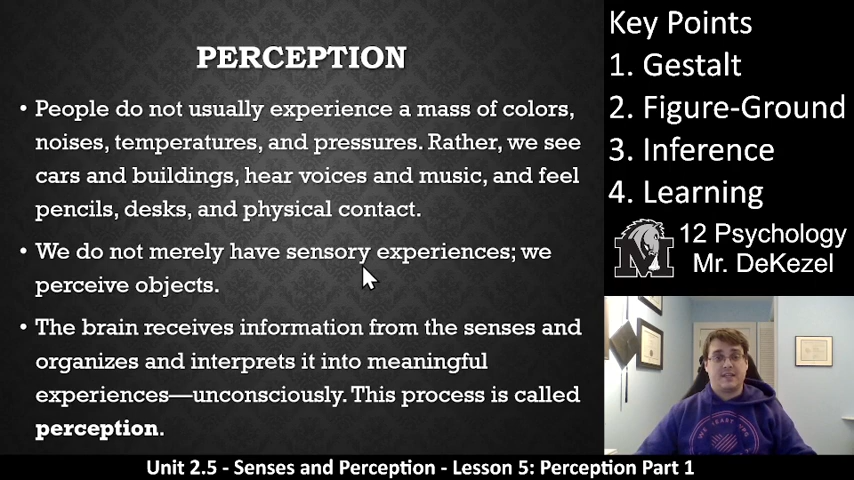 PERCEPTION
• People do not usually experience a mass of colors,
noises, temperatures, and pressures. Rather, we see
cars and buildings, hear voices and music, and feel
pencils, desks, and physical contact.
• We do not merely have sensory experiences; we
perceive objects.
• The brain receives information from the senses and
organizes and interprets it into meaningful
experiences—unconsciously. This process is called
perception.
Key Points
1. Gestalt
2. Figure-Ground
3. Inference
4. Learning
M
12 Psychology
Mr. DeKezel
Unit 2.5 - Senses and Perception - Lesson 5: Perception Part 1